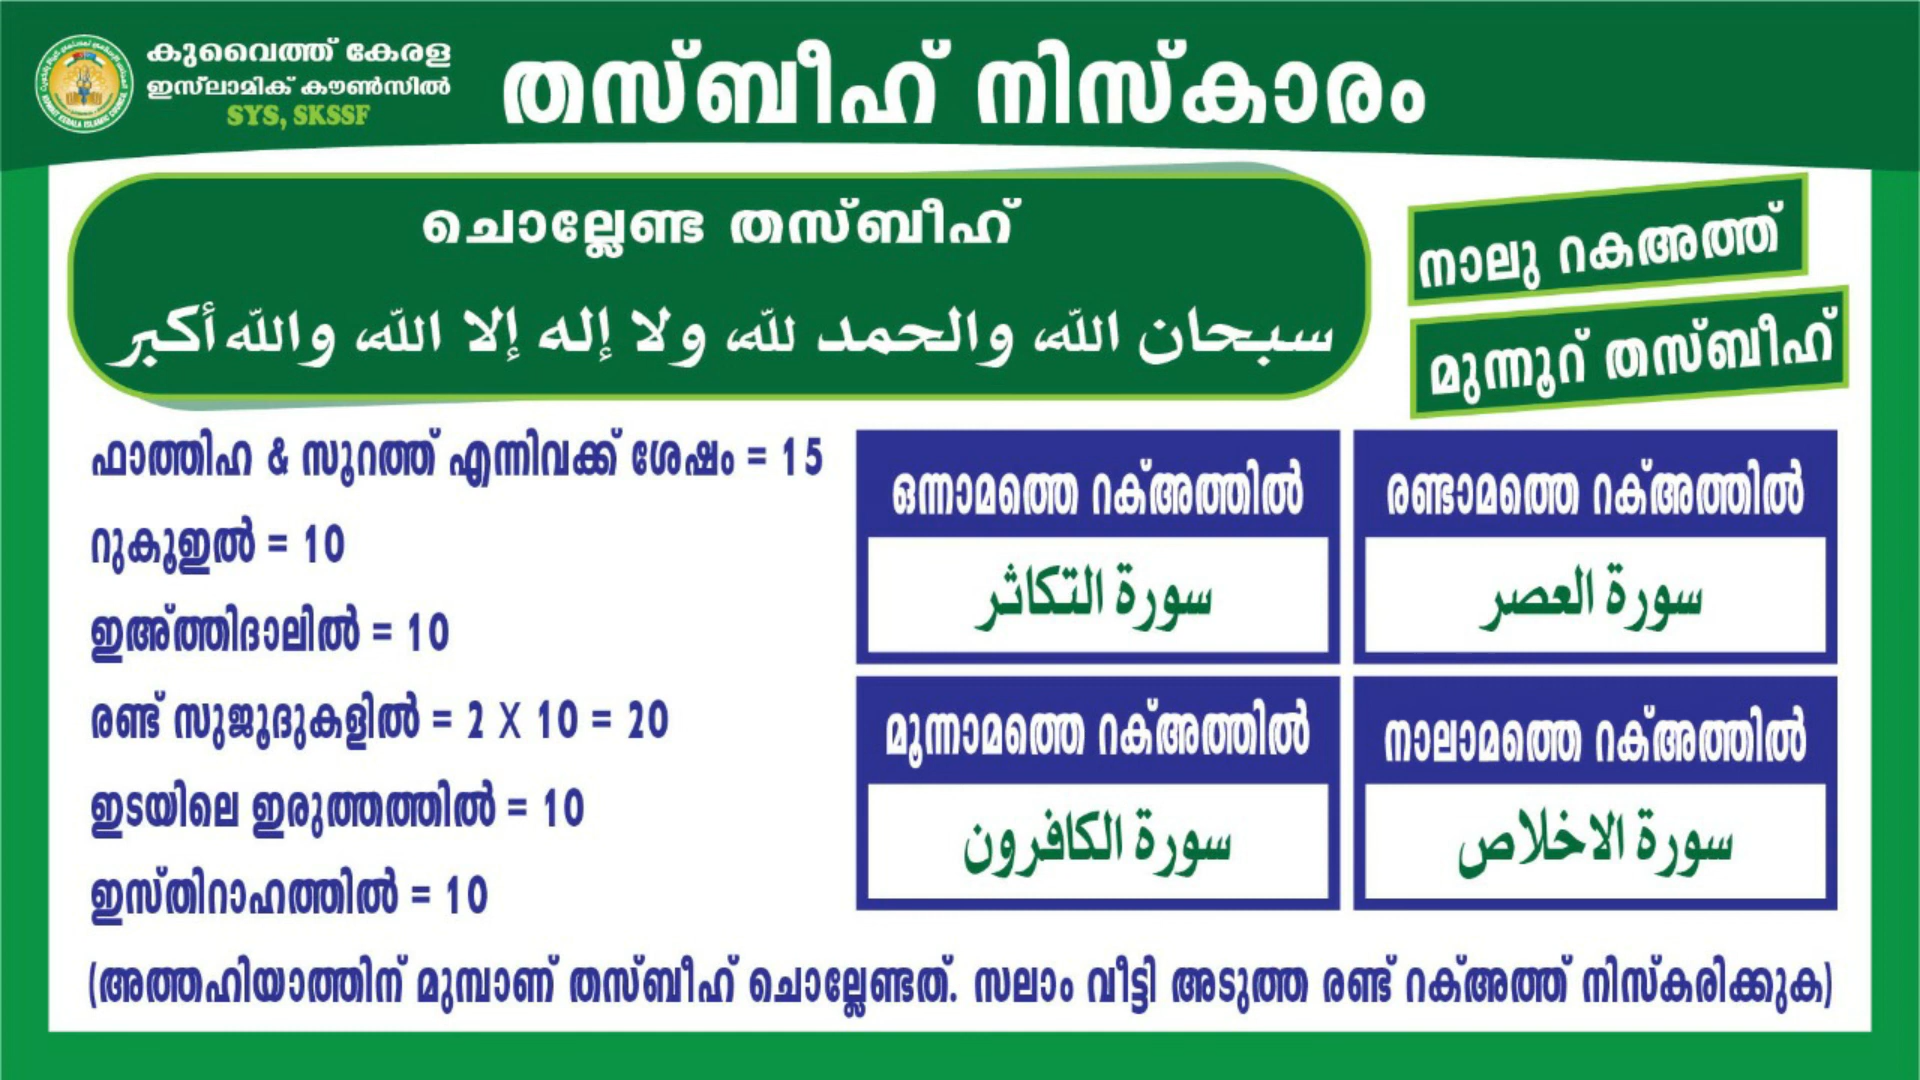 കുവൈത്ത് കേരള
ഇസ്‌ലാമിക് കൗൺസിൽ
SYS, SKSSF
തസ്ബീഹ് നിസ്കാരം
ചൊല്ലേണ്ട തസ്ബീഹ്
سبحان الله، والحمد لله، ولا إله إلا الله، والله أكبر
നാലു റകഅത്ത്
മുന്നൂറ് തസ്ബീഹ്
ഫാത്തിഹ & സൂറത്ത് എന്നിവക്ക് ശേഷം = 15
റുകൂഇൽ = 10
ഇഅ്ത്തിദാലിൽ = 10
രണ്ട് സുജൂദുകളിൽ = 2 X 10 = 20
ഇടയിലെ ഇരുത്തത്തിൽ = 10
ഇസ്തിറാഹത്തിൽ = 10
ഒന്നാമത്തെ റക്അത്തിൽ
سورة التكاثر
രണ്ടാമത്തെ റക്അത്തിൽ
سورة العصر
മൂന്നാമത്തെ റക്അത്തിൽ
سورة الكافرون
നാലാമത്തെ റക്അത്തിൽ
سورة الاخلاص
(അത്തഹിയാത്തിന് മുമ്പാണ് തസ്ബീഹ് ചൊല്ലേണ്ടത്. സലാം വീട്ടി അടുത്ത രണ്ട് റക്അത്ത് നിസ്കരിക്കുക)